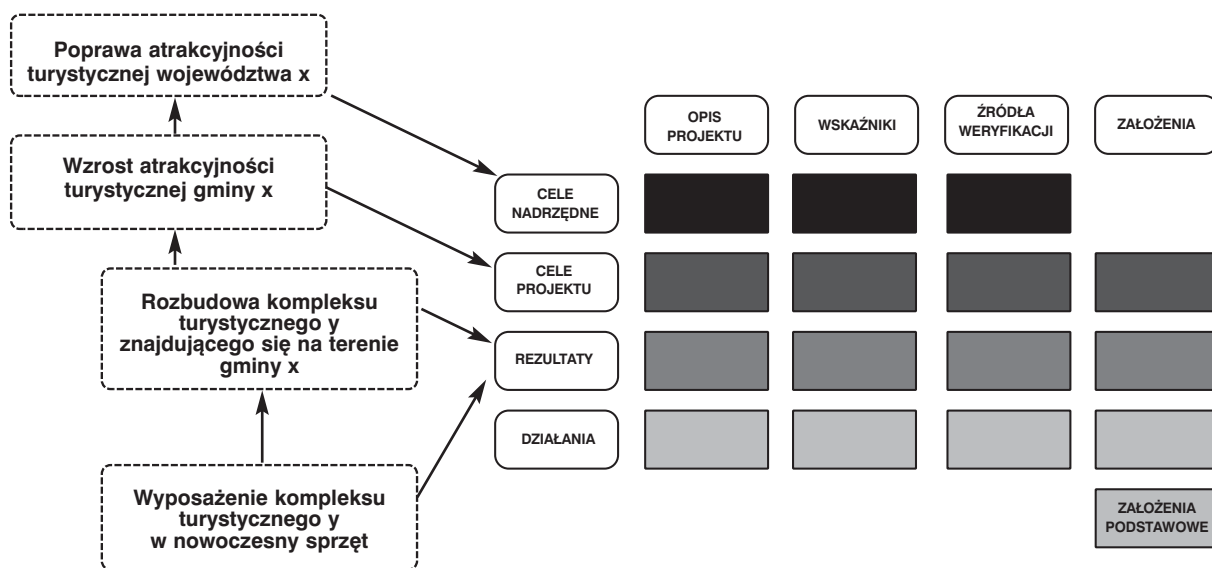 Poprawa atrakcyjności
turystycznej województwa x
Wzrost atrakcyjności
turystycznej gminy x
Rozbudowa kompleksu
turystycznego y
znajdującego się na terenie
gminy x
Wyposażenie kompleksu
turystycznego y
w nowoczesny sprzęt
OPIS
PROJEKTU
WSKAŹNIKI
ŹRÓDŁA
WERYFIKACJI
ZAŁOŻENIA
CELE
NADRZĘDNE
CELE
PROJEKTU
REZULTATY
DZIAŁANIA
ZAŁOŻENIA
PODSTAWOWE